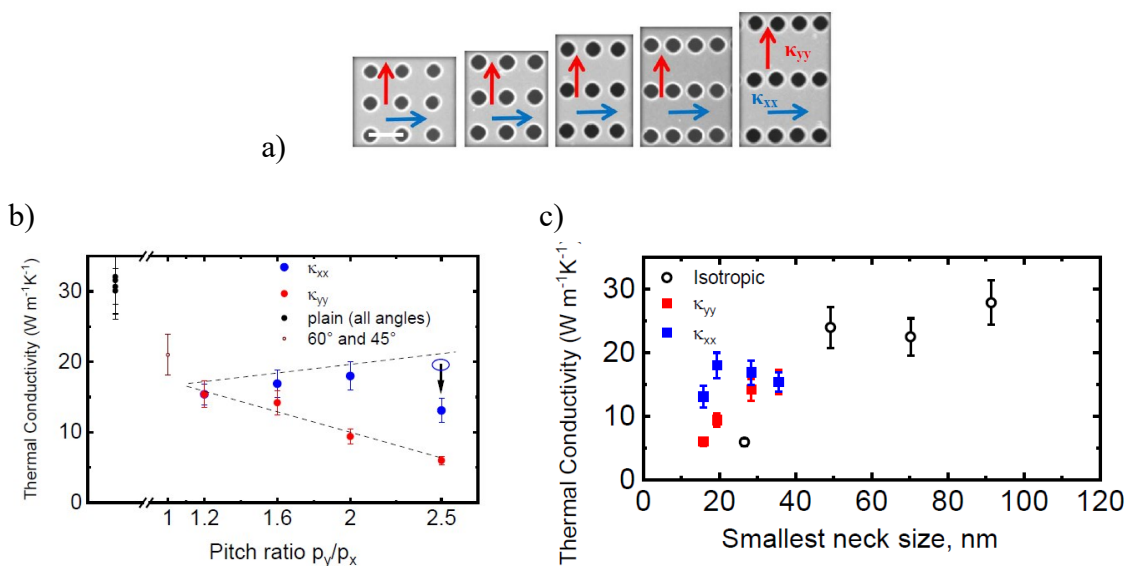 κyy
κxx
a)
b)
c)
Thermal Conductivity (W m⁻¹K⁻¹)
30
20
10
0
κxx
κyy
plain (all angles)
60° and 45°
1
1.2
1.6
2
2.5
Pitch ratio py/px
Thermal Conductivity (W m⁻¹K⁻¹)
30
20
10
0
Isotropic
κyy
κxx
0
20
40
60
80
100
120
Smallest neck size, nm